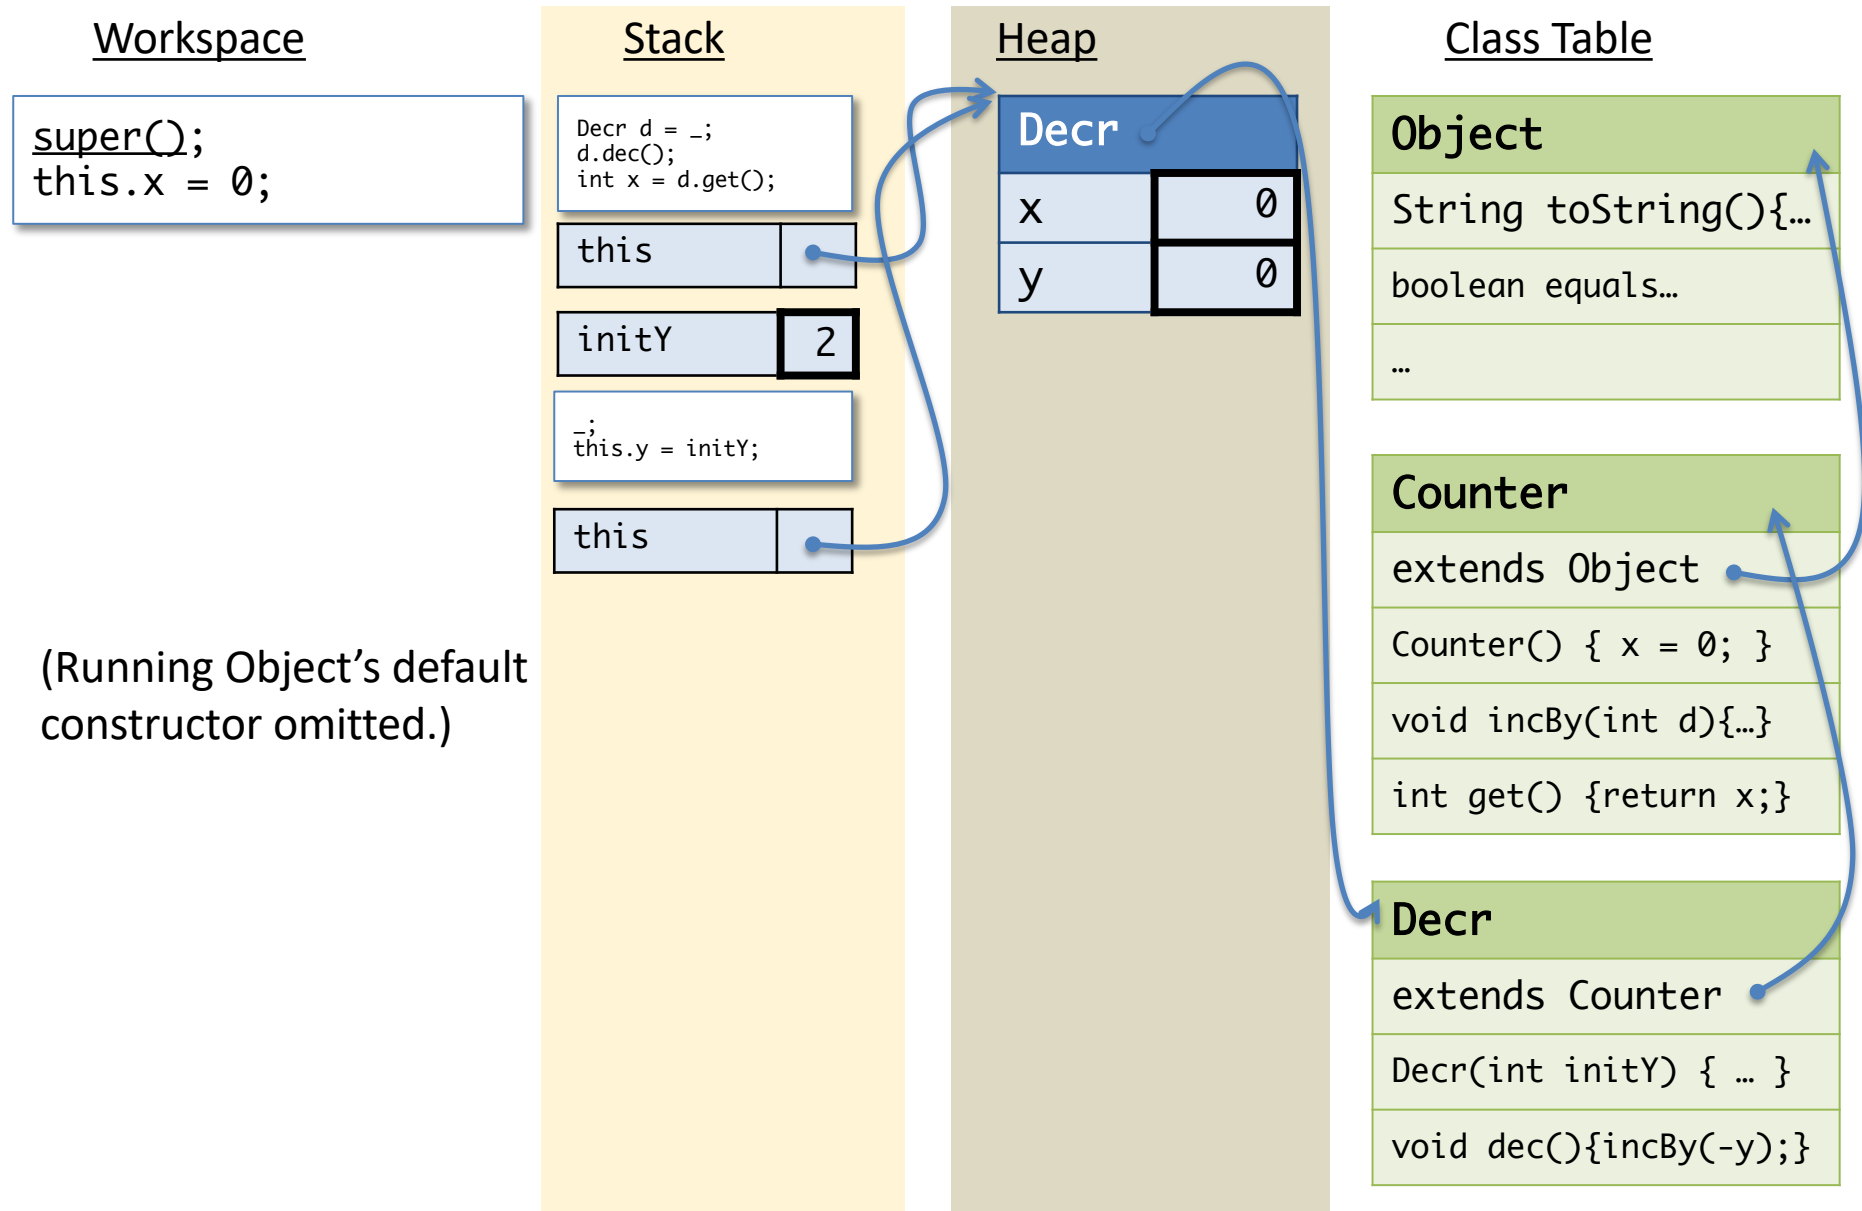 Workspace
super();
this.x = 0;
(Running Object’s default
constructor omitted.)
Stack
Decr d = _;
d.dec();
int x = d.get();
this
initY 2
_;
this.y = initY;
this
Heap
Decr
x 0
y 0
Class Table
Object
String toString(){…
boolean equals…
…
Counter
extends Object
Counter() { x = 0; }
void incBy(int d){…}
int get() {return x;}
Decr
extends Counter
Decr(int initY) { … }
void dec(){incBy(-y);}